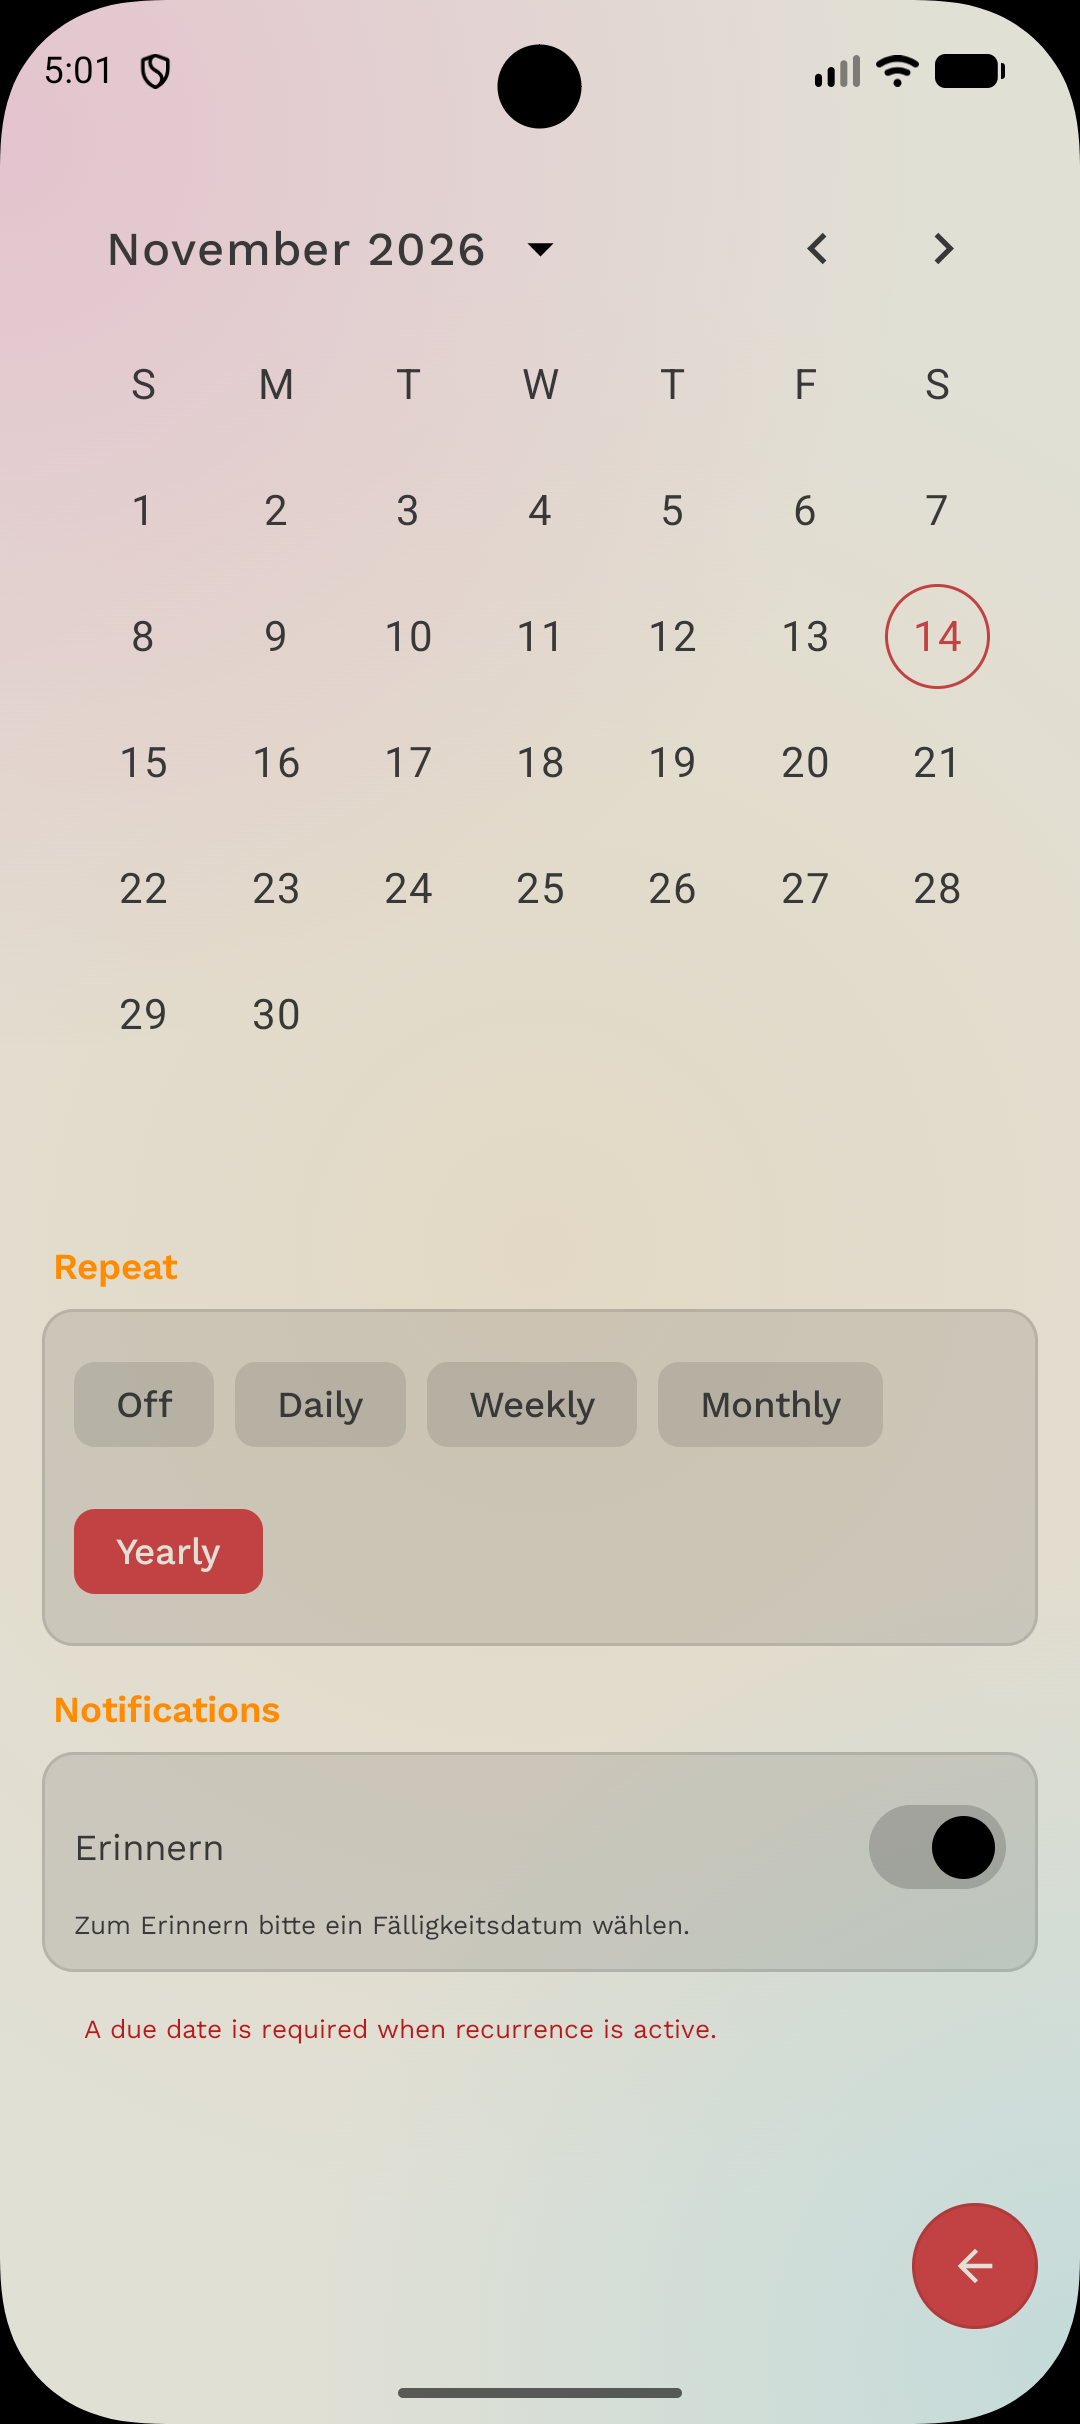 5:01
November 2026
S M T W T F S
1 2 3 4 5 6 7
8 9 10 11 12 13 14
15 16 17 18 19 20 21
22 23 24 25 26 27 28
29 30
Repeat
Off Daily Weekly Monthly
Yearly
Notifications
Erinnern
Zum Erinnern bitte ein Fälligkeitsdatum wählen.
A due date is required when recurrence is active.